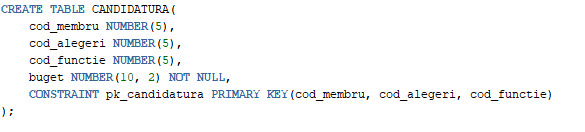 CREATE TABLE CANDIDATURA(
    cod_membru NUMBER(5),
    cod_alegeri NUMBER(5),
    cod_functie NUMBER(5),
    buget NUMBER(10, 2) NOT NULL,
    CONSTRAINT pk_candidatura PRIMARY KEY(cod_membru, cod_alegeri, cod_functie)
);